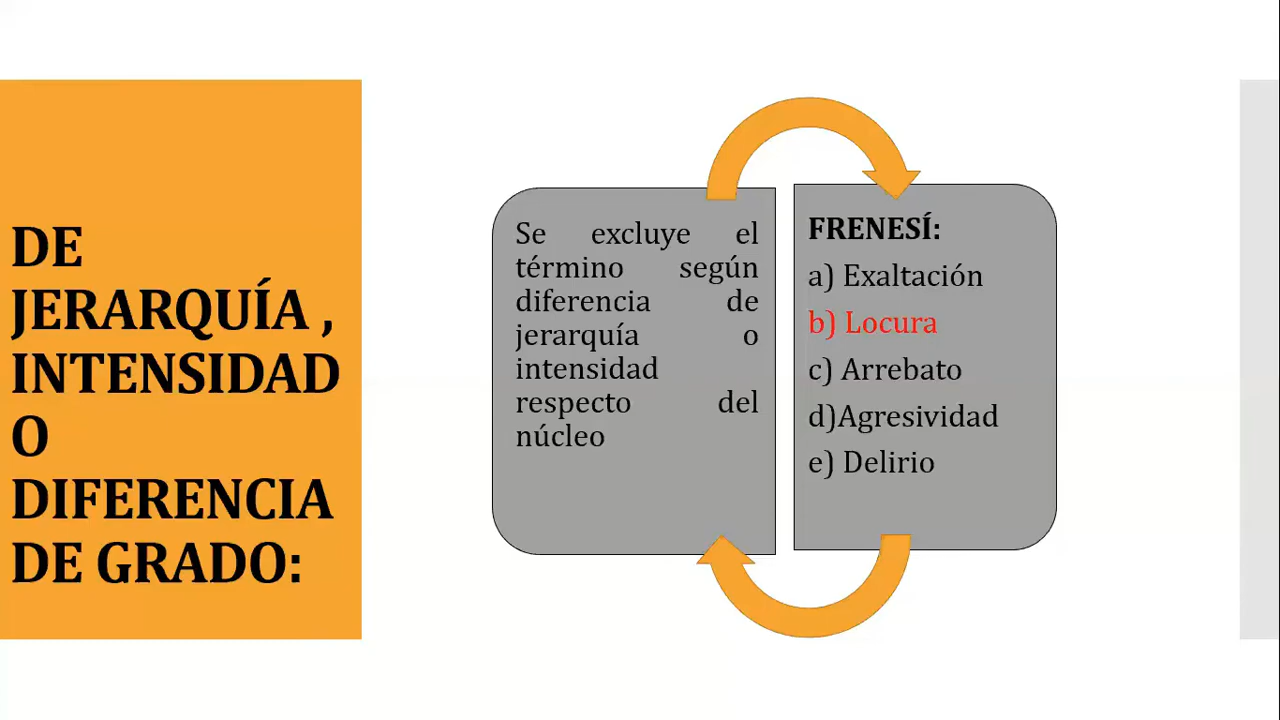 DE
JERARQUÍA ,
INTENSIDAD
O
DIFERENCIA
DE GRADO:
Se excluye el
término según
diferencia de
jerarquía o
intensidad
respecto del
núcleo
FRENESÍ:
a) Exaltación
b) Locura
c) Arrebato
d)Agresividad
e) Delirio